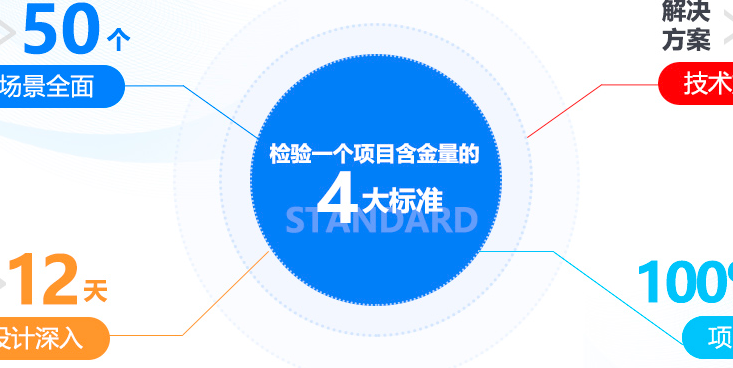 50个
场景全面
解决
方案
技术
检验一个项目含金量的
4大标准
STANDARD
12天
设计深入
100%
项